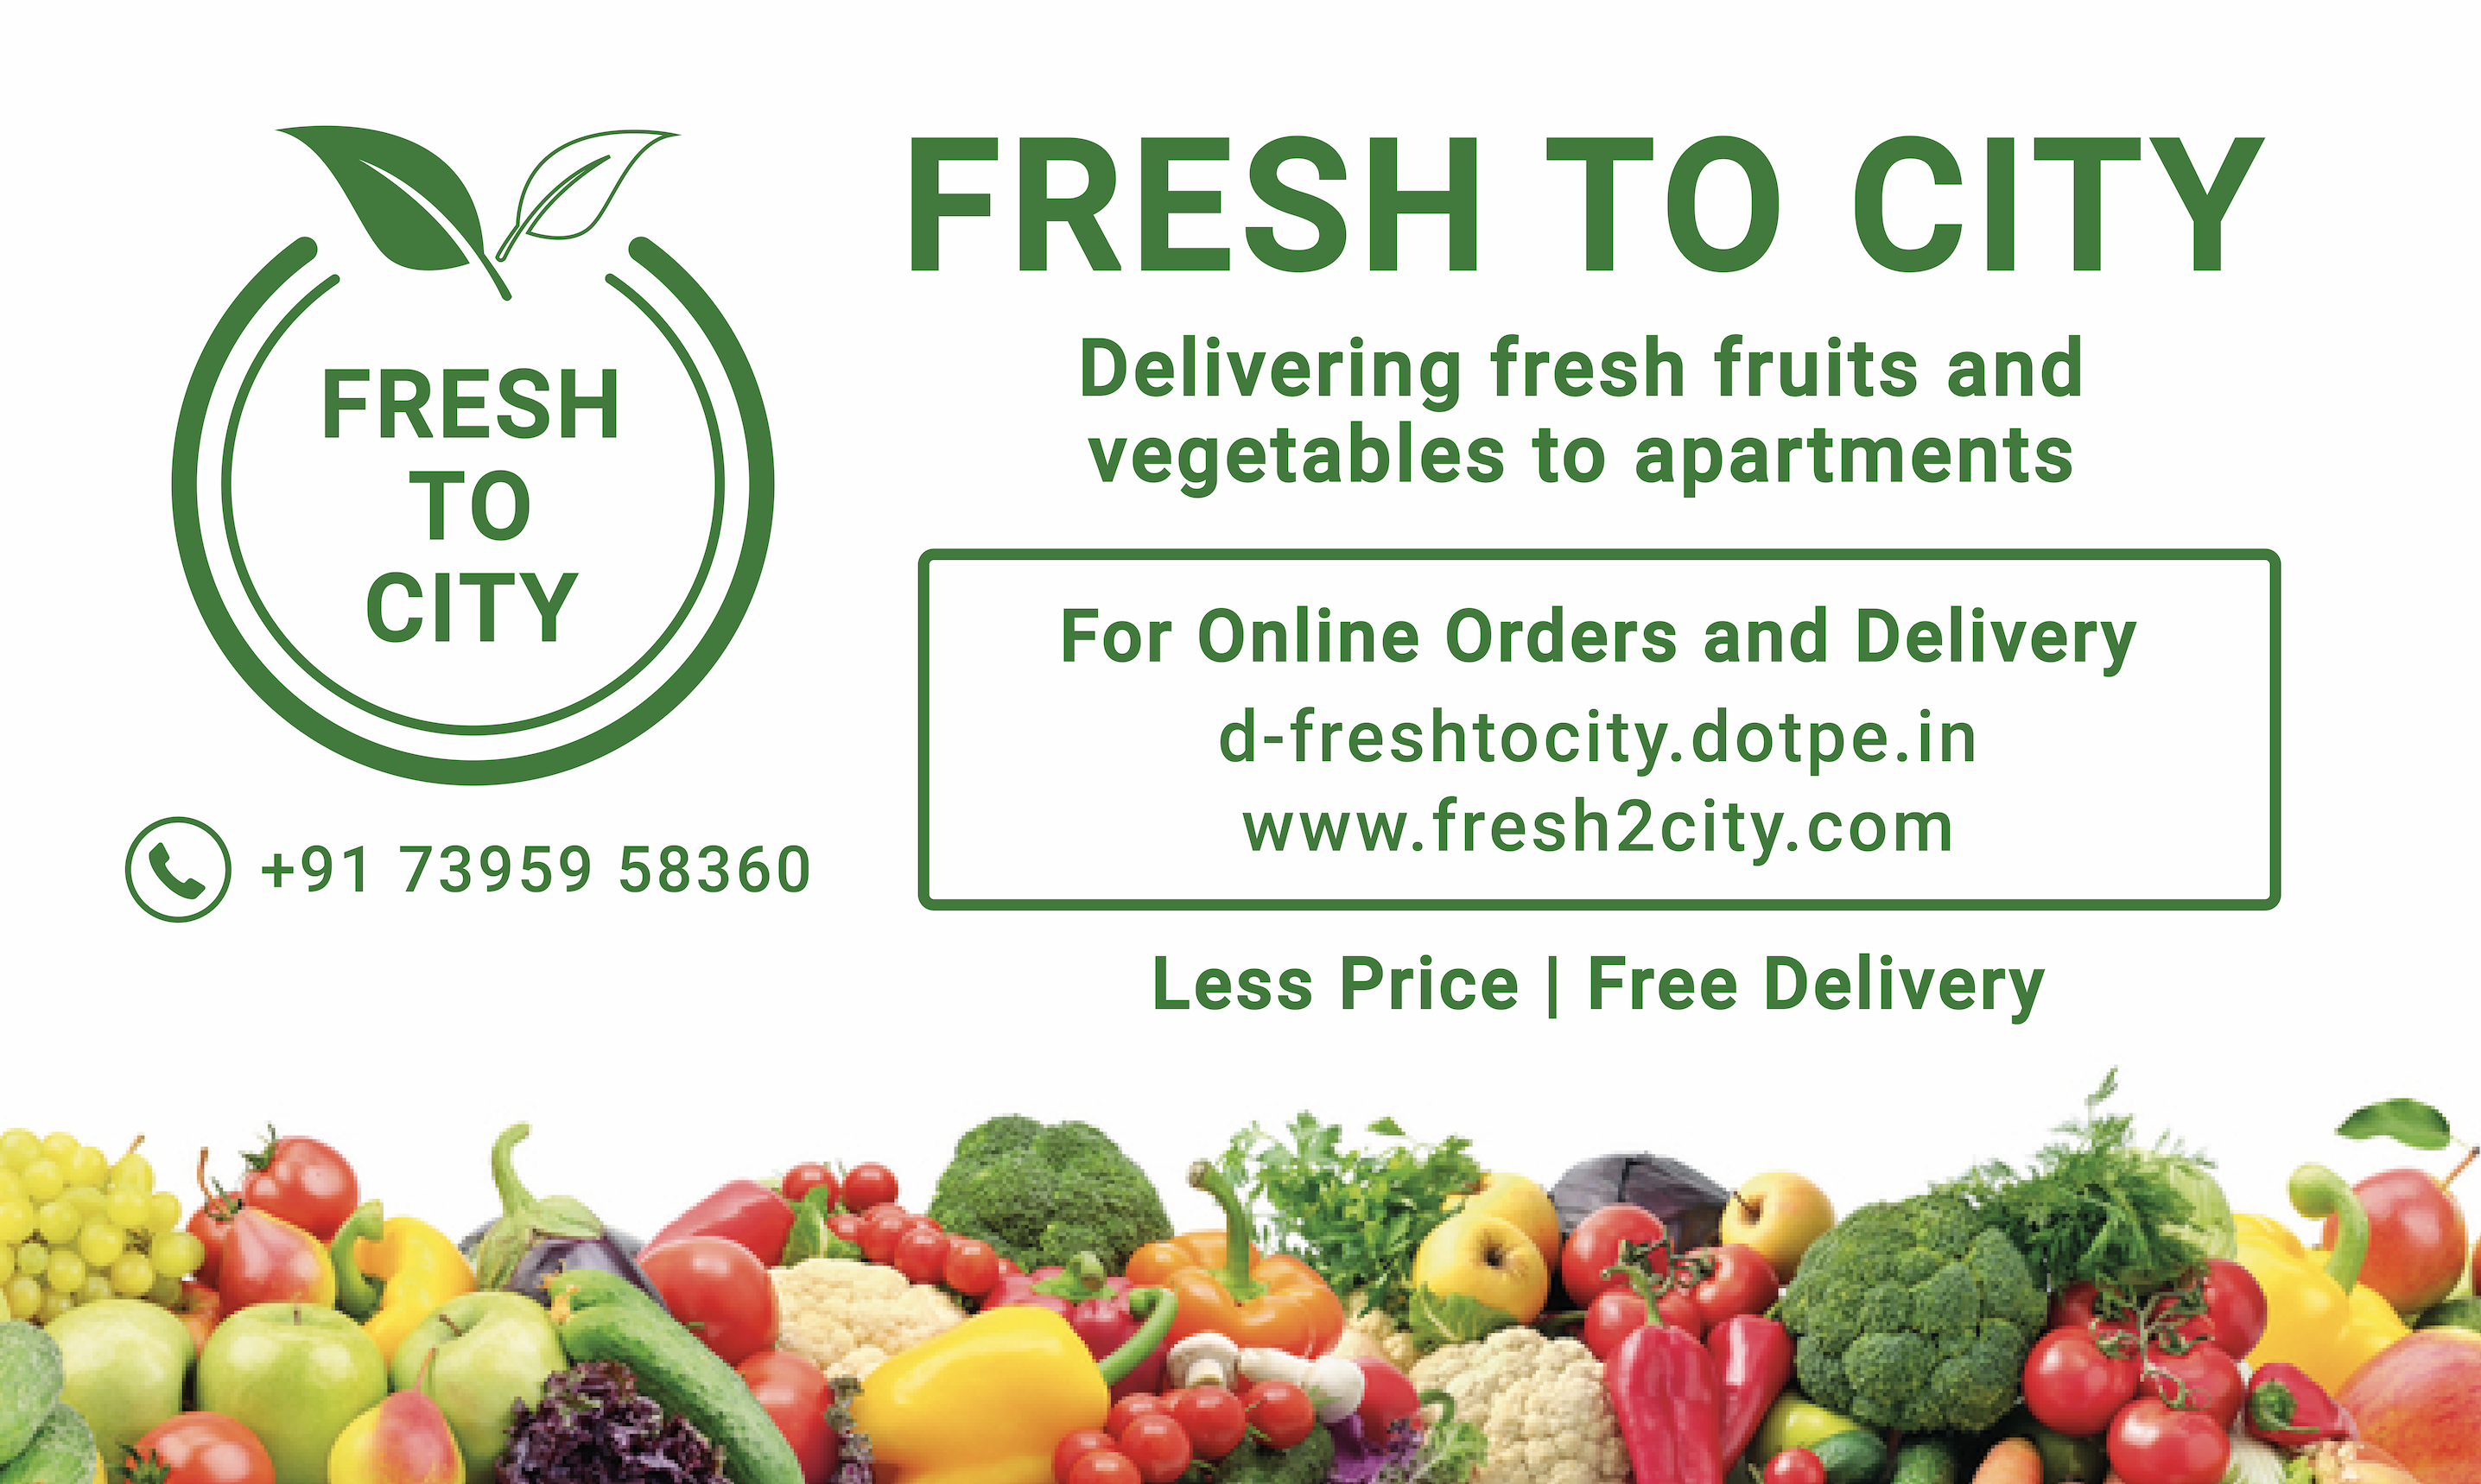 FRESH
TO
CITY
+91 73959 58360
FRESH TO CITY
Delivering fresh fruits and
vegetables to apartments
For Online Orders and Delivery
d-freshtocity.dotpe.in
www.fresh2city.com
Less Price | Free Delivery